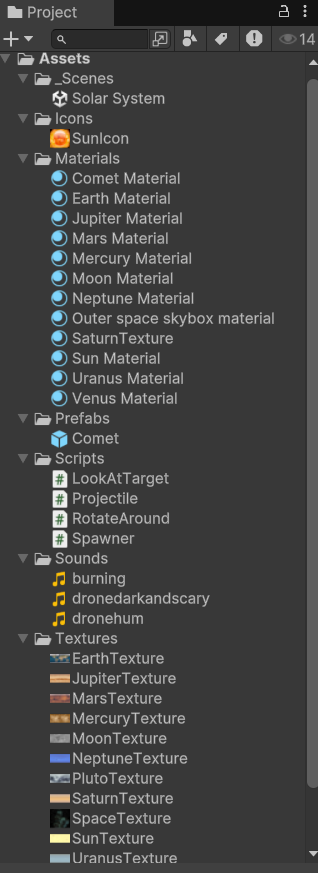 Project
14
Assets
_Scenes
Solar System
Icons
SunIcon
Materials
Comet Material
Earth Material
Jupiter Material
Mars Material
Mercury Material
Moon Material
Neptune Material
Outer space skybox material
SaturnTexture
Sun Material
Uranus Material
Venus Material
Prefabs
Comet
Scripts
# LookAtTarget
# Projectile
# RotateAround
# Spawner
Sounds
burning
dronedarkandscary
dronehum
Textures
EarthTexture
JupiterTexture
MarsTexture
MercuryTexture
MoonTexture
NeptuneTexture
PlutoTexture
SaturnTexture
SpaceTexture
SunTexture
UranusTexture